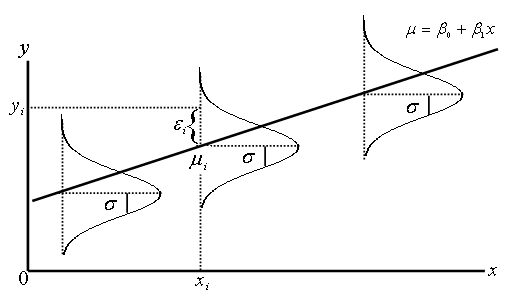 μ = β₀ + β₁x
y
yᵢ
εᵢ
σ
σ
μᵢ
σ
0
xᵢ
x